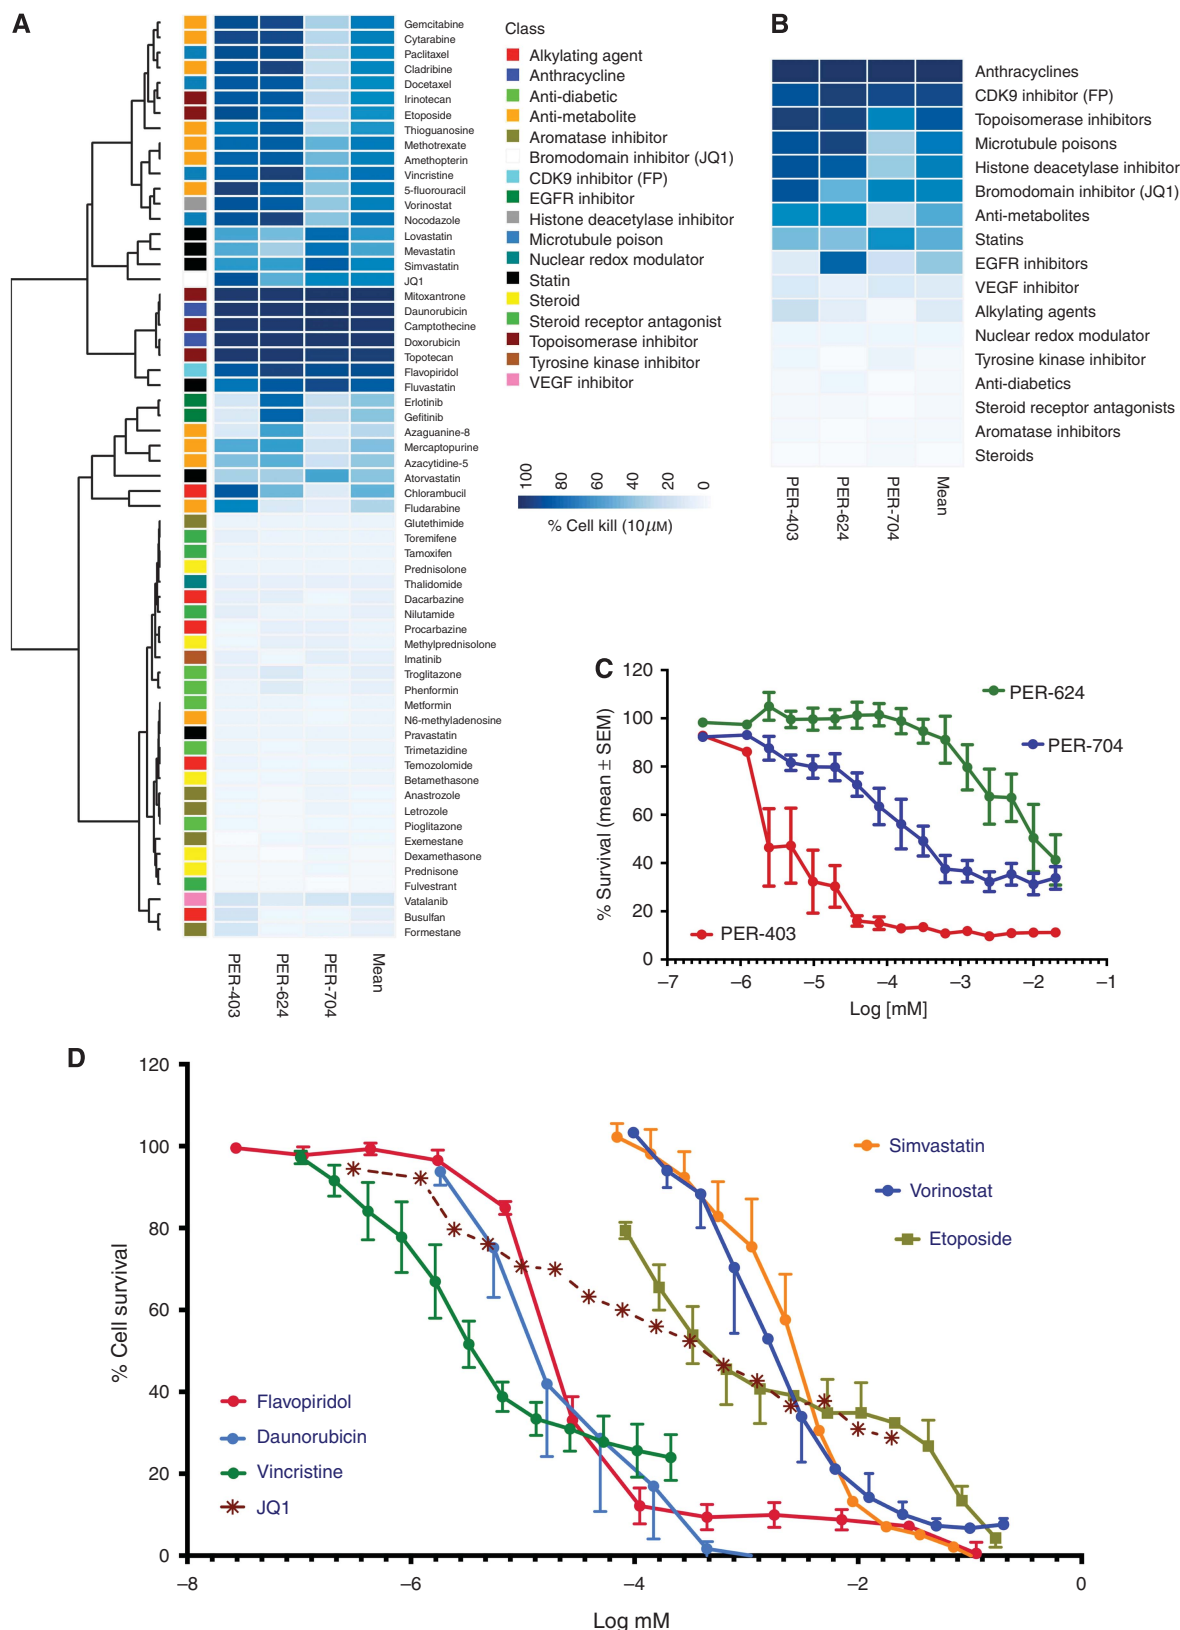 A
Gemcitabine
Cytarabine
Paclitaxel
Cladribine
Docetaxel
Irinotecan
Etoposide
Thioguanosine
Methotrexate
Amethopterin
Vincristine
5-fluorouracil
Vorinostat
Nocodazole
Lovastatin
Mevastatin
Simvastatin
JQ1
Mitoxantrone
Daunorubicin
Camptothecine
Doxorubicin
Topotecan
Flavopiridol
Fluvastatin
Erlotinib
Gefitinib
Azaguanine-8
Mercaptopurine
Azacytidine-5
Atorvastatin
Chlorambucil
Fludarabine
Glutethimide
Toremifene
Tamoxifen
Prednisolone
Thalidomide
Dacarbazine
Nilutamide
Procarbazine
Methylprednisolone
Imatinib
Troglitazone
Phenformin
Metformin
N6-methyladenosine
Pravastatin
Trimetazidine
Temozolomide
Betamethasone
Anastrozole
Letrozole
Pioglitazone
Exemestane
Dexamethasone
Prednisone
Fulvestrant
Vatalanib
Busulfan
Formestane
PER-403
PER-624
PER-704
Mean
Class
Alkylating agent
Anthracycline
Anti-diabetic
Anti-metabolite
Aromatase inhibitor
Bromodomain inhibitor (JQ1)
CDK9 inhibitor (FP)
EGFR inhibitor
Histone deacetylase inhibitor
Microtubule poison
Nuclear redox modulator
Statin
Steroid
Steroid receptor antagonist
Topoisomerase inhibitor
Tyrosine kinase inhibitor
VEGF inhibitor
100
80
60
40
20
0
% Cell kill (10 μM)
B
Anthracyclines
CDK9 inhibitor (FP)
Topoisomerase inhibitors
Microtubule poisons
Histone deacetylase inhibitor
Bromodomain inhibitor (JQ1)
Anti-metabolites
Statins
EGFR inhibitors
VEGF inhibitor
Alkylating agents
Nuclear redox modulator
Tyrosine kinase inhibitor
Anti-diabetics
Steroid receptor antagonists
Aromatase inhibitors
Steroids
PER-403
PER-624
PER-704
Mean
C
% Survival (mean ± SEM)
120
100
80
60
40
20
0
PER-624
PER-704
PER-403
–7
–6
–5
–4
–3
–2
–1
Log [mM]
D
% Cell survival
120
100
80
60
40
20
0
Simvastatin
Vorinostat
Etoposide
Flavopiridol
Daunorubicin
Vincristine
JQ1
–8
–6
–4
–2
0
Log mM